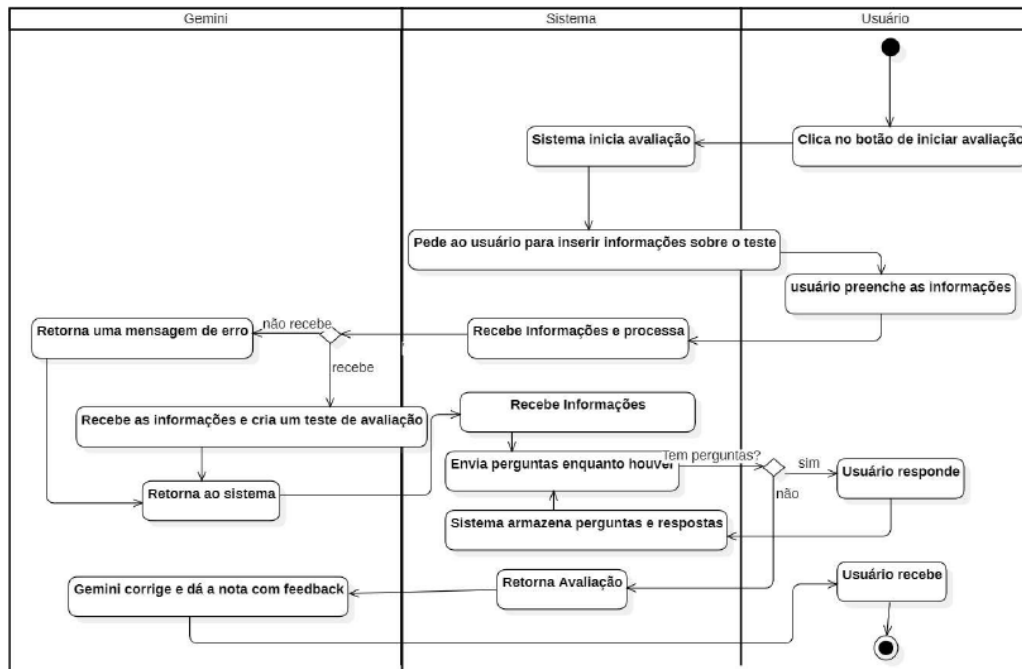 Gemini
Sistema
Usuário
Sistema inicia avaliação
Clica no botão de iniciar avaliação
Pede ao usuário para inserir informações sobre o teste
usuário preenche as informações
Retorna uma mensagem de erro
não recebe
Recebe Informações e processa
recebe
Recebe as informações e cria um teste de avaliação
Recebe Informações
Tem perguntas?
Envia perguntas enquanto houver
sim
Usuário responde
Retorna ao sistema
não
Sistema armazena perguntas e respostas
Gemini corrige e dá a nota com feedback
Retorna Avaliação
Usuário recebe